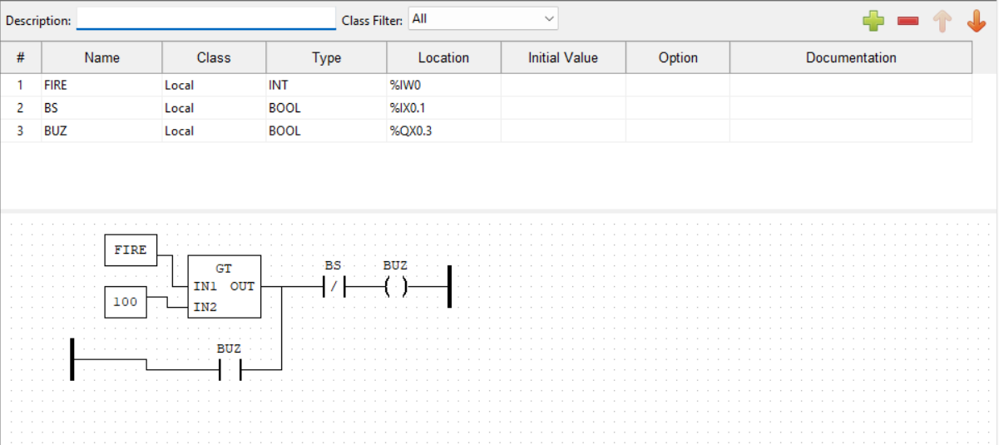 Description: Class Filter: All
# Name Class Type Location Initial Value Option Documentation
1 FIRE Local INT %IW0
2 BS Local BOOL %IX0.1
3 BUZ Local BOOL %QX0.3
FIRE
GT
BS BUZ
IN1 OUT
/
100
IN2
BUZ